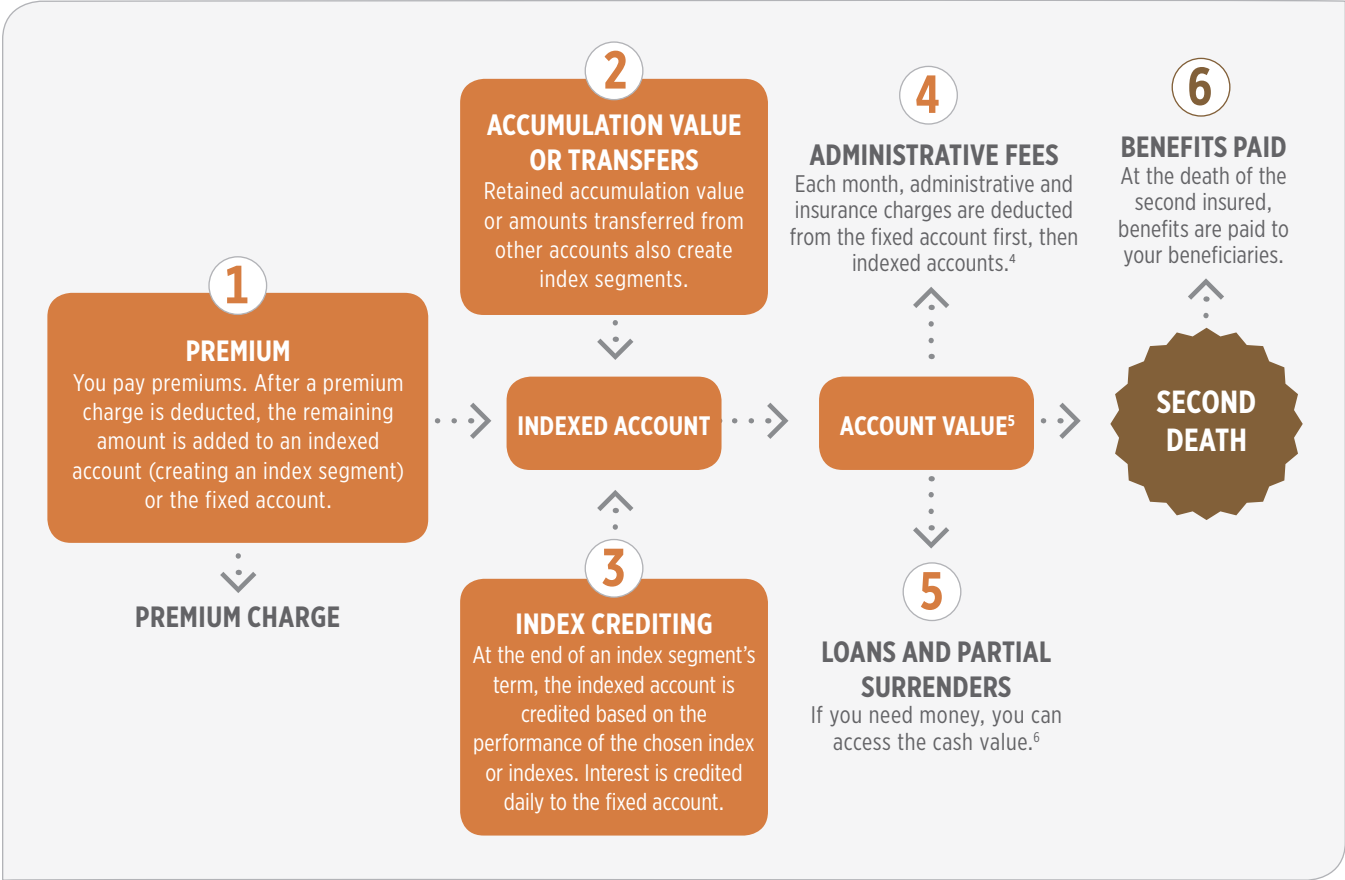 1
PREMIUM
You pay premiums. After a premium
charge is deducted, the remaining
amount is added to an indexed
account (creating an index segment)
or the fixed account.
PREMIUM CHARGE
2
ACCUMULATION VALUE
OR TRANSFERS
Retained accumulation value
or amounts transferred from
other accounts also create
index segments.
INDEXED ACCOUNT
3
INDEX CREDITING
At the end of an index segment’s
term, the indexed account is
credited based on the
performance of the chosen index
or indexes. Interest is credited
daily to the fixed account.
4
ADMINISTRATIVE FEES
Each month, administrative and
insurance charges are deducted
from the fixed account first, then
indexed accounts.⁴
ACCOUNT VALUE⁵
5
LOANS AND PARTIAL
SURRENDERS
If you need money, you can
access the cash value.⁶
6
BENEFITS PAID
At the death of the
second insured,
benefits are paid to
your beneficiaries.
SECOND
DEATH